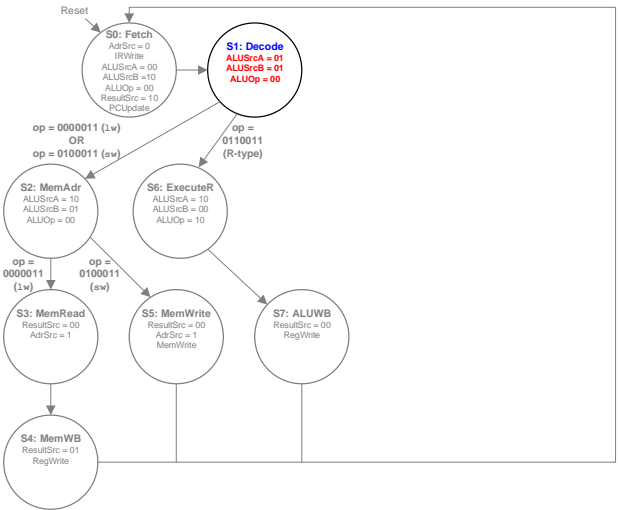 Reset
S0: Fetch
AdrSrc = 0
IRWrite
ALUSrcA = 00
ALUSrcB =10
ALUOp = 00
ResultSrc = 10
PCUpdate
S1: Decode
ALUSrcA = 01
ALUSrcB = 01
ALUOp = 00
op = 0000011 (lw)
OR
op = 0100011 (sw)
op =
0110011
(R-type)
S2: MemAdr
ALUSrcA = 10
ALUSrcB = 01
ALUOp = 00
S6: ExecuteR
ALUSrcA = 10
ALUSrcB = 00
ALUOp = 10
op =
0000011
(lw)
op =
0100011
(sw)
S3: MemRead
ResultSrc = 00
AdrSrc = 1
S5: MemWrite
ResultSrc = 00
AdrSrc = 1
MemWrite
S7: ALUWB
ResultSrc = 00
RegWrite
S4: MemWB
ResultSrc = 01
RegWrite